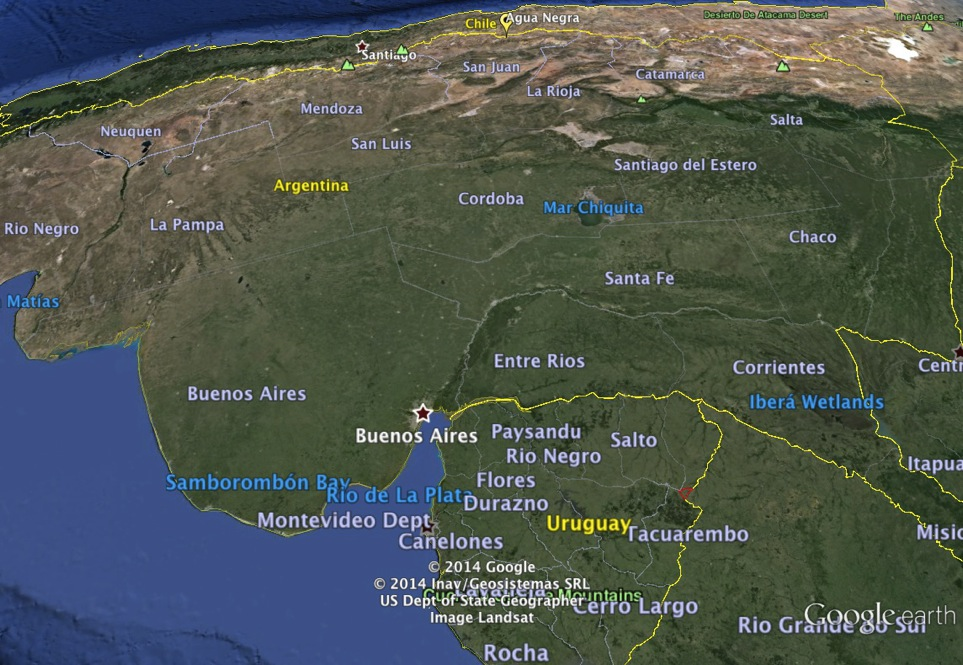 Chile
Agua Negra
Desierto De Atacama Desert
The Andes
Santiago
San Juan
Catamarca
La Rioja
Mendoza
Salta
Neuquen
San Luis
Santiago del Estero
Argentina
Cordoba
Mar Chiquita
Rio Negro
La Pampa
Chaco
Santa Fe
Matías
Entre Rios
Corrientes
Centr
Buenos Aires
Iberá Wetlands
Buenos Aires
Paysandu
Salto
Rio Negro
Itapua
Samborombón Bay
Flores
Rio de La Plata
Durazno
Montevideo Dept
Uruguay
Tacuarembo
Misio
Canelones
© 2014 Google
© 2014 Inav/Geosistemas SRL
Lavalleja
Mountains
US Dept of State Geographer
Cerro Largo
Image Landsat
Google earth
Rio Grande do Sul
Rocha